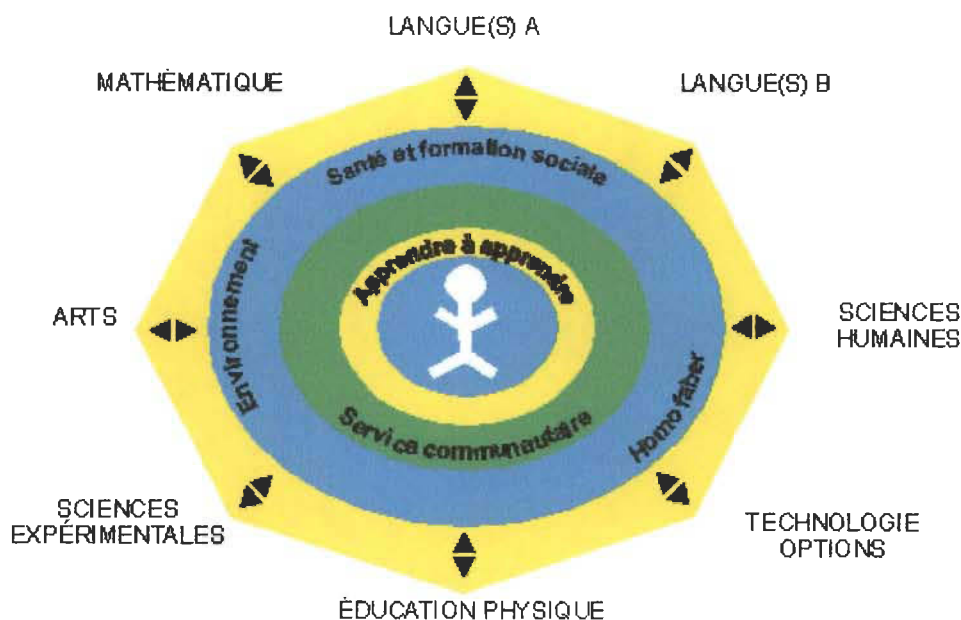 LANGUE(S) A
MATHÉMATIQUE
LANGUE(S) B
Santé et formation sociale
Apprendre à apprendre
Environnement
ARTS
SCIENCES
HUMAINES
Homo faber
Service communautaire
SCIENCES
EXPÉRIMENTALES
TECHNOLOGIE
OPTIONS
ÉDUCATION PHYSIQUE